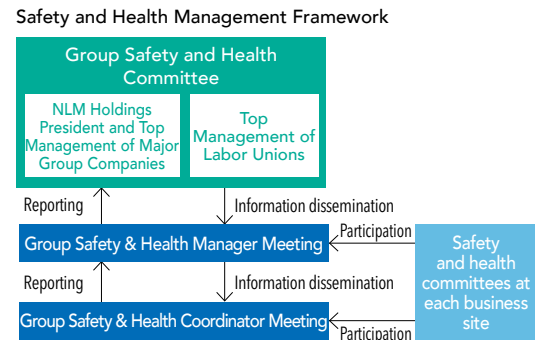 Safety and Health Management Framework
Group Safety and Health
Committee
NLM Holdings
President and Top
Management of Major
Group Companies
Top
Management of
Labor Unions
Reporting
Information dissemination
Participation
Group Safety & Health Manager Meeting
Safety
and health
committees at
each business
site
Reporting
Information dissemination
Group Safety & Health Coordinator Meeting
Participation